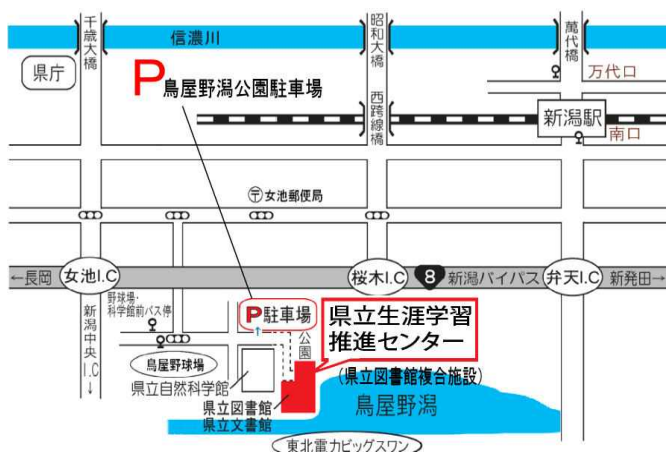 千歳大橋
信濃川
昭和大橋
萬代橋
県庁
P鳥屋野潟公園駐車場
西跨線橋
万代口
新潟駅
南口
〒女池郵便局
←長岡
女池I.C
桜木I.C
8
新潟バイパス
弁天I.C
新発田→
野球場・
科学館前バス停
P駐車場
公園
県立生涯学習
推進センター
新潟中央I.C→
鳥屋野球場
県立自然科学館
(県立図書館複合施設)
県立図書館
県立文書館
鳥屋野潟
東北電力ビッグスワン